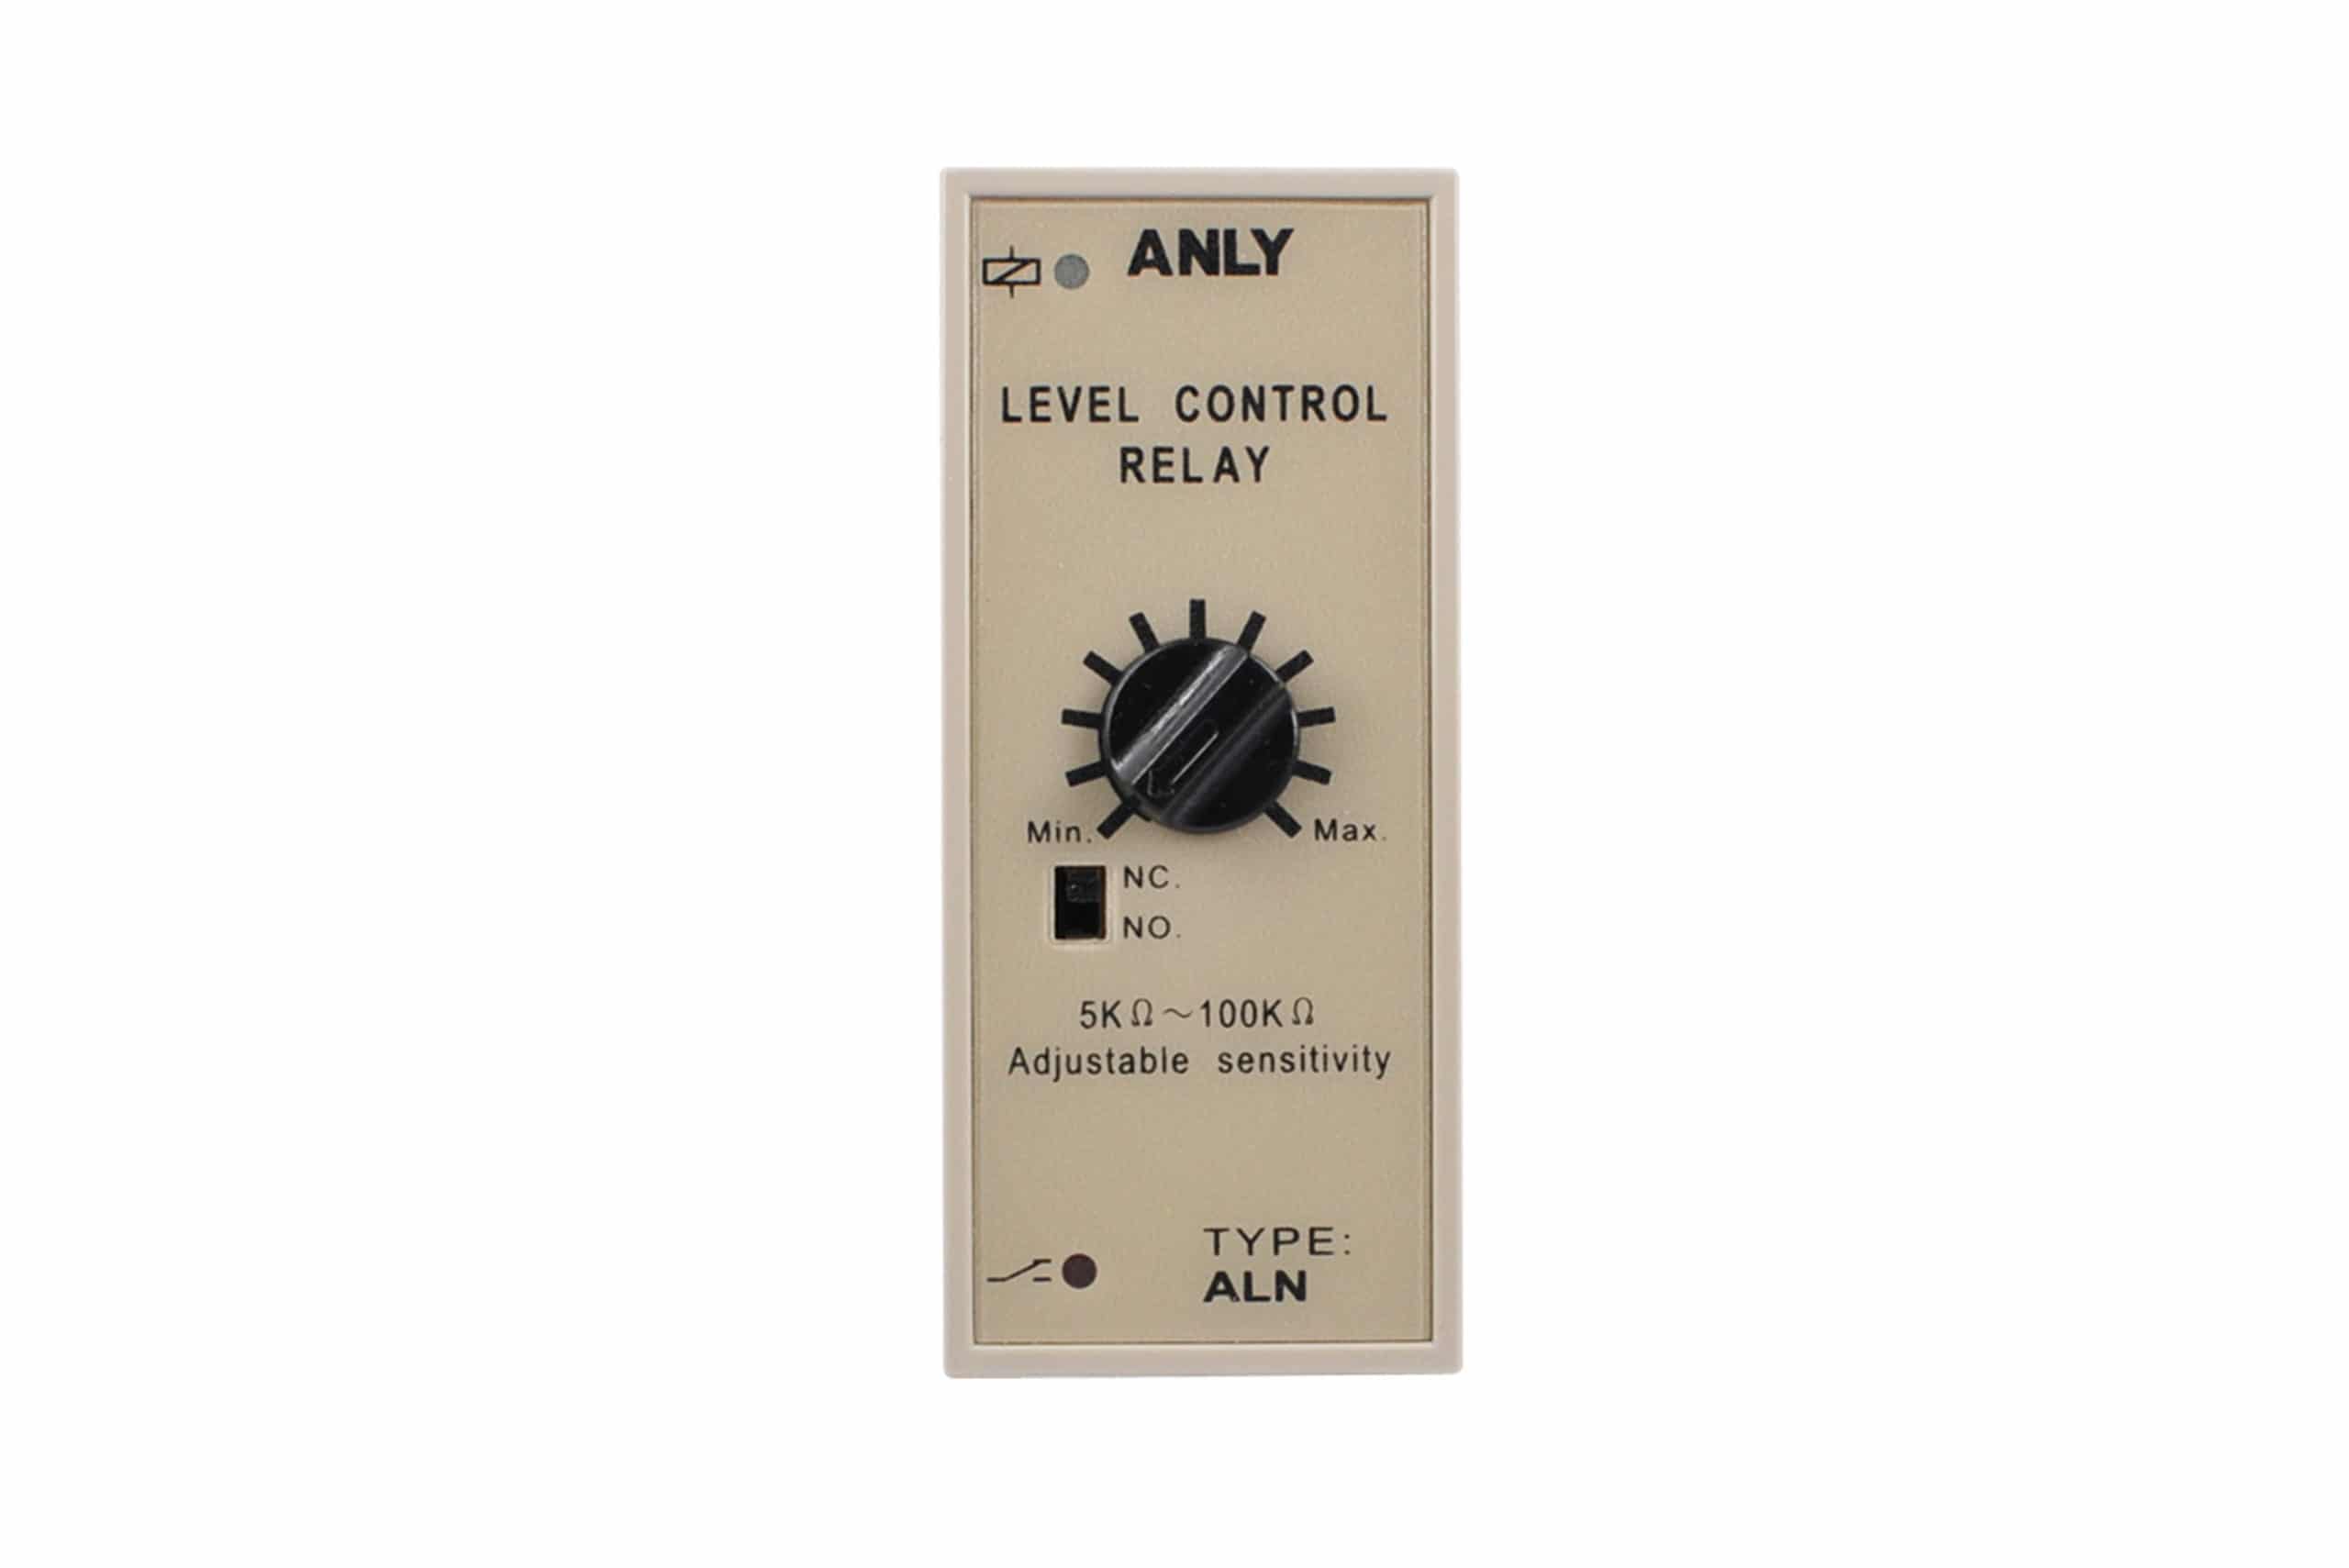 ANLY
LEVEL CONTROL
RELAY
Min. Max.
NC.
NO.
5KΩ~100KΩ
Adjustable sensitivity
TYPE:
ALN